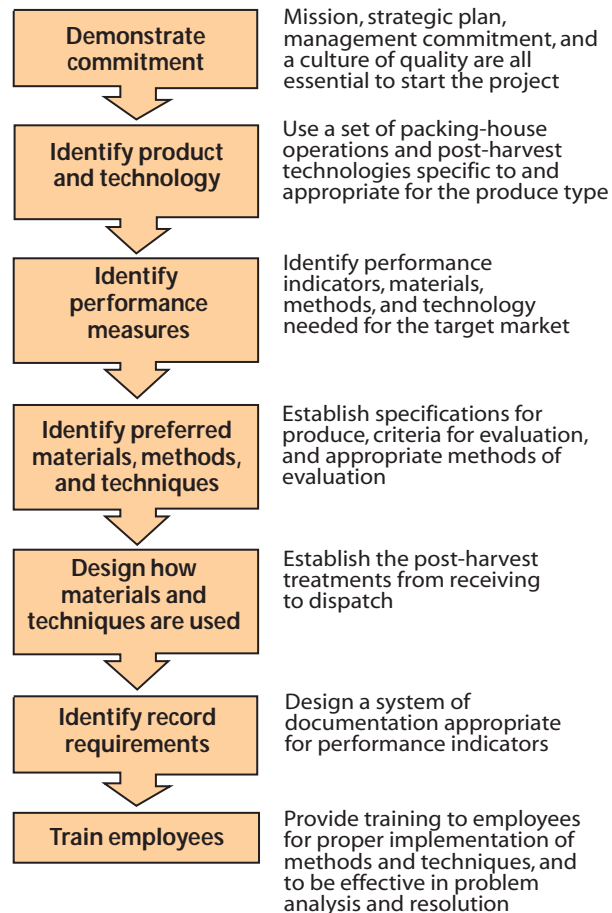 Demonstrate
commitment
Mission, strategic plan,
management commitment, and
a culture of quality are all
essential to start the project
Identify product
and technology
Use a set of packing-house
operations and post-harvest
technologies specific to and
appropriate for the produce type
Identify
performance
measures
Identify performance
indicators, materials,
methods, and technology
needed for the target market
Identify preferred
materials, methods,
and techniques
Establish specifications for
produce, criteria for evaluation,
and appropriate methods of
evaluation
Design how
materials and
techniques are used
Establish the post-harvest
treatments from receiving
to dispatch
Identify record
requirements
Design a system of
documentation appropriate
for performance indicators
Train employees
Provide training to employees
for proper implementation of
methods and techniques, and
to be effective in problem
analysis and resolution